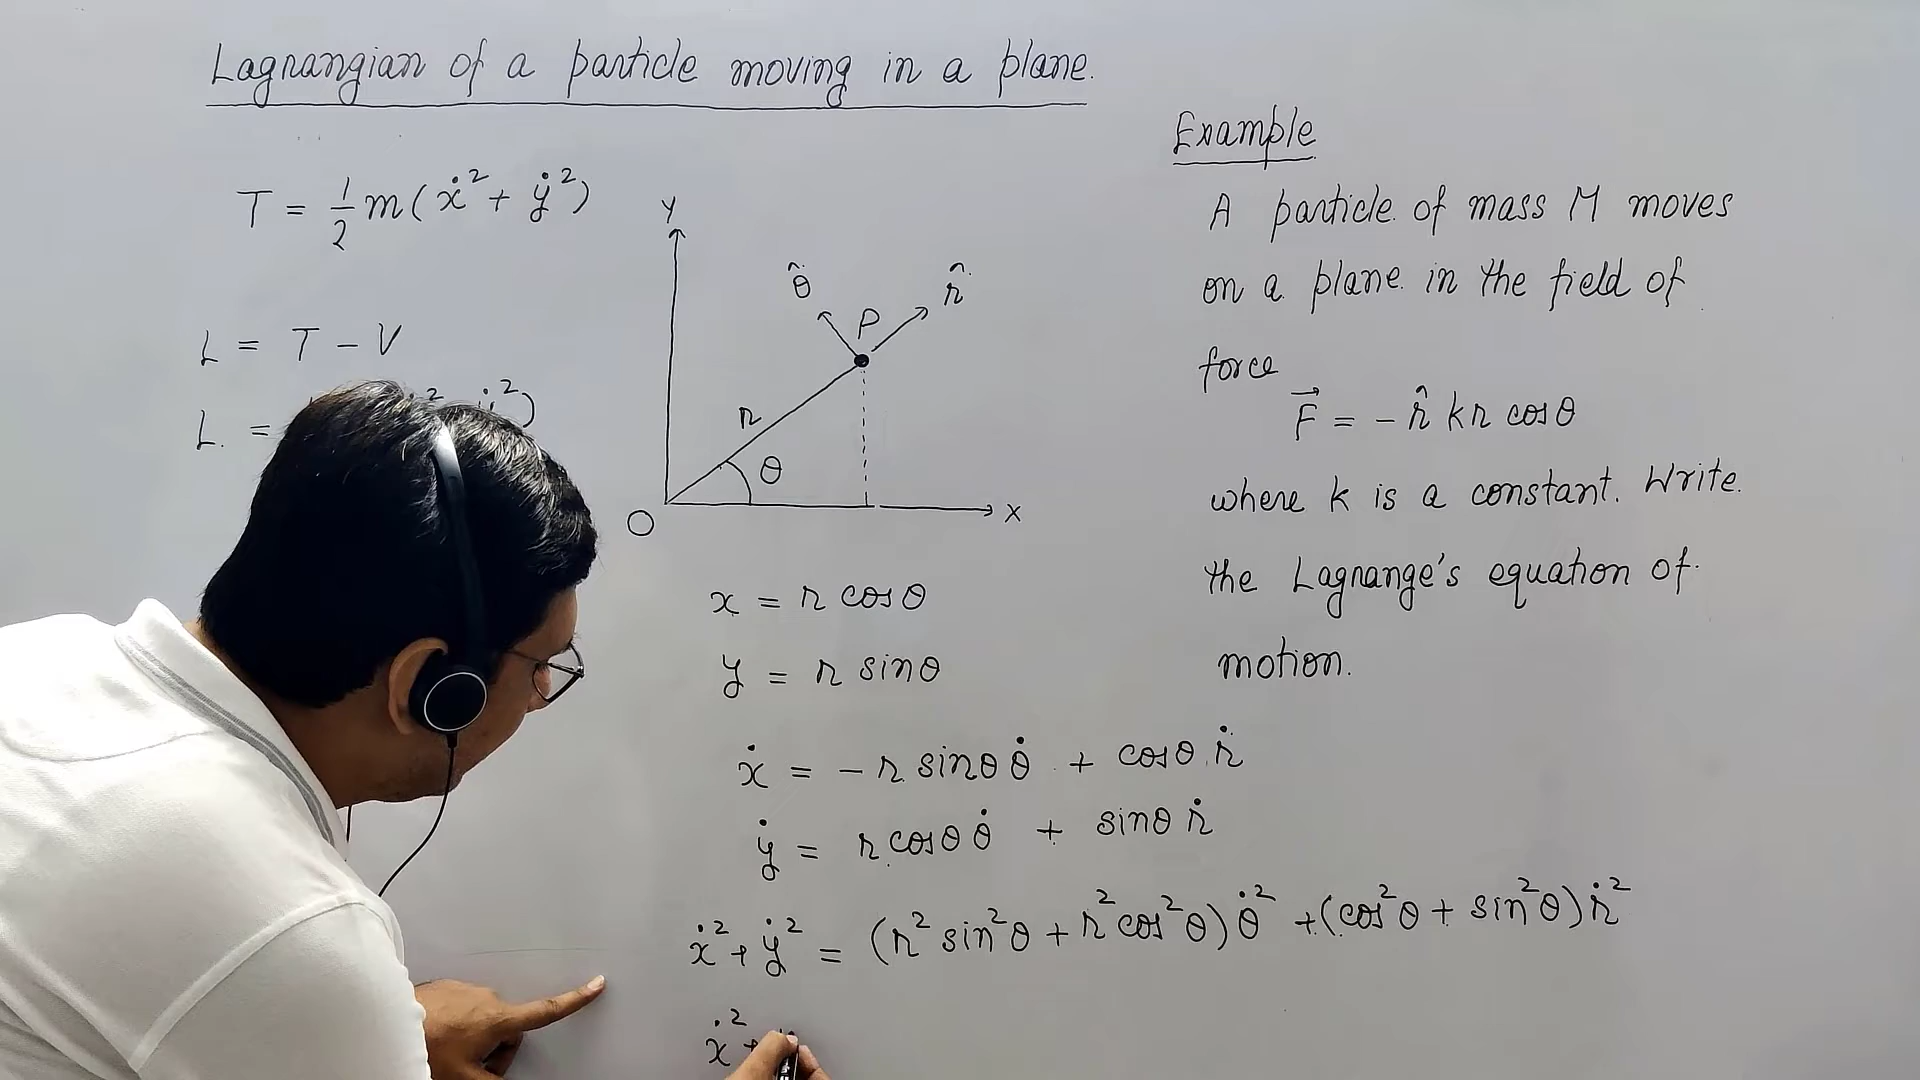 Lagrangian of a particle moving in a plane.
T = 1/2 m(ẋ² + ẏ²)
L = T - V
L. =
ẏ²)
Y
θ̂
r̂
P
r
θ
O
x
x = r cosθ
y = r sinθ
ẋ = - r sinθ θ̇ + cosθ ṙ
ẏ = r cosθ θ̇ + sinθ ṙ
ẋ² + ẏ² = (r² sin²θ + r² cos²θ) θ̇² + (cos²θ + sin²θ) ṙ²
ẋ² +
Example
A particle of mass M moves
on a plane in the field of
force
F⃗ = - r̂ kr cosθ
where k is a constant. Write
the Lagrange's equation of
motion.